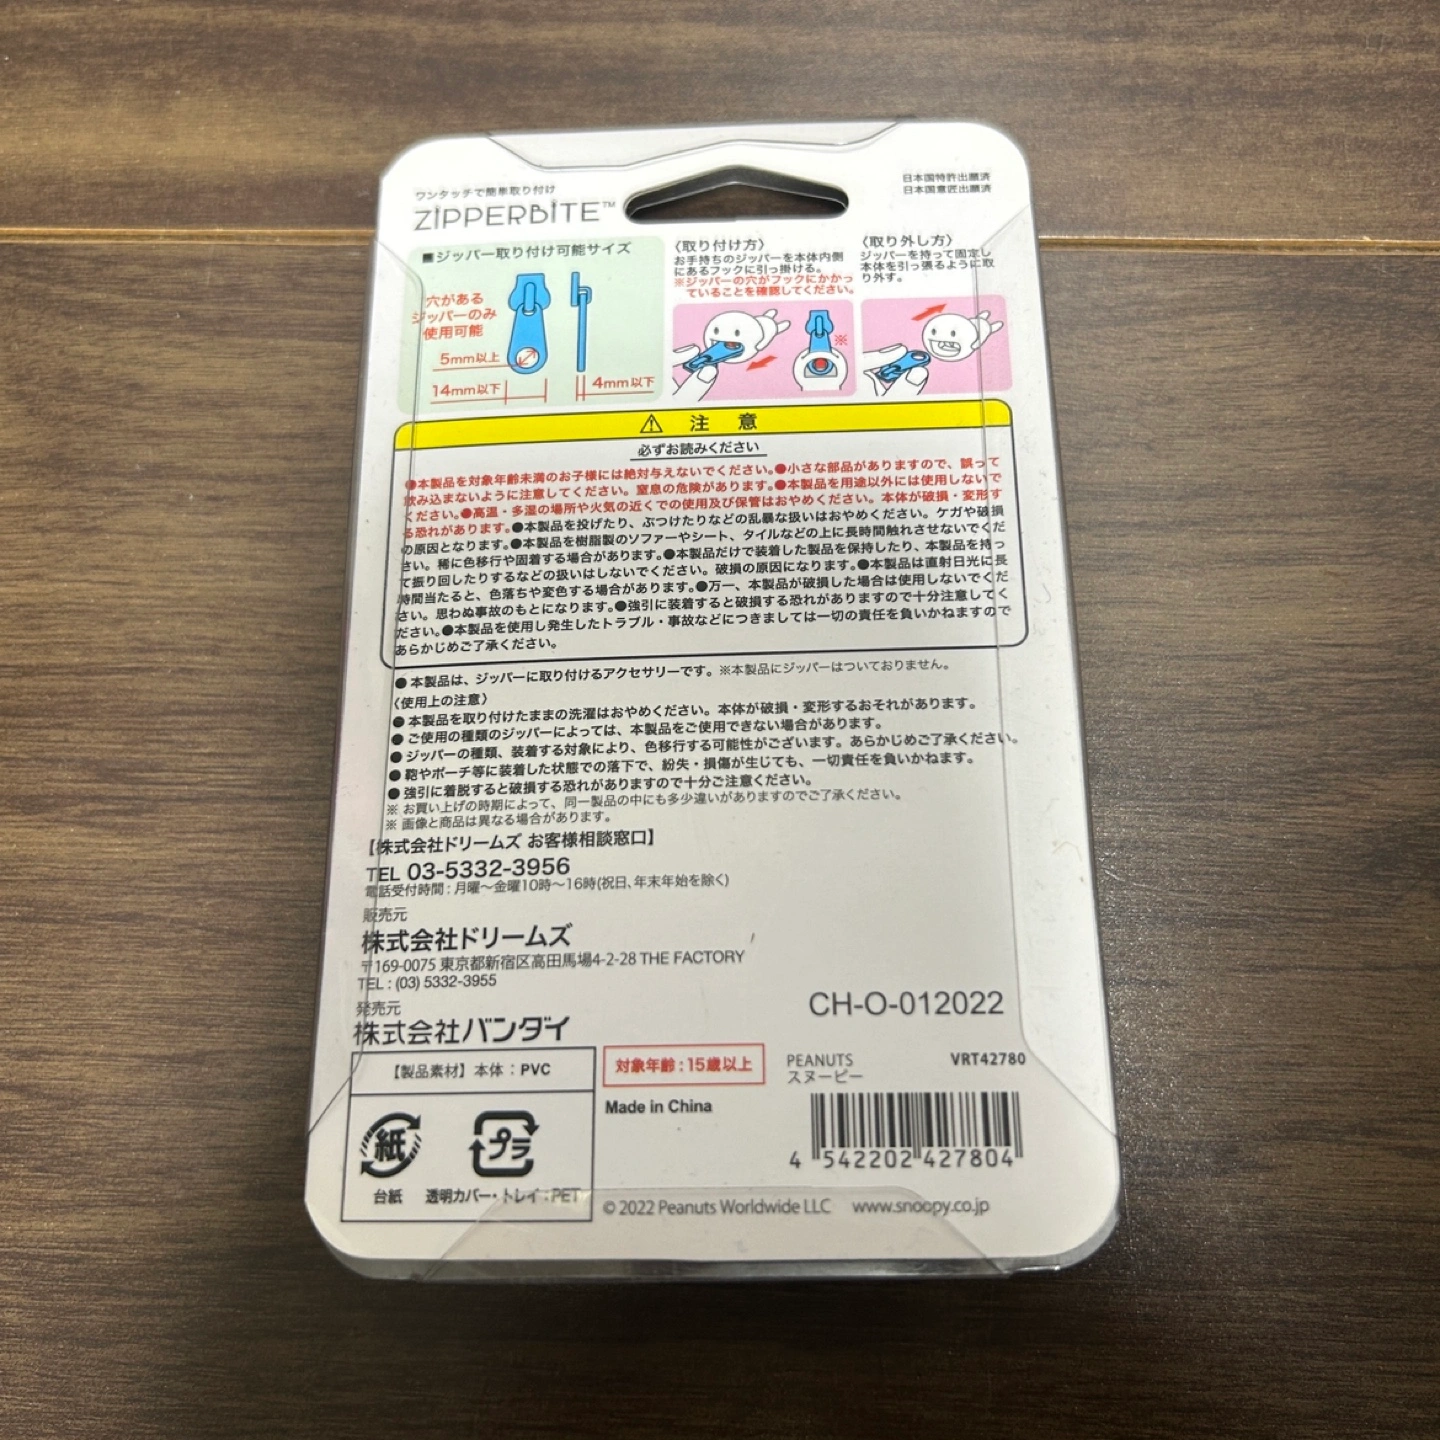 ワンタッチで簡単取り付け
ZIPPERBITE™
日本国特許出願済
日本国意匠出願済
■ジッパー取り付け可能サイズ
穴がある
ジッパーのみ
使用可能
5mm以上
14mm以下
4mm以下
〈取り付け方〉
お手持ちのジッパーを本体内側
にあるフックに引っ掛ける。
※ジッパーの穴がフックにかかっ
ていることを確認してください。
※
〈取り外し方〉
ジッパーを持って固定し
本体を引っ張るように取
り外す。
⚠ 注 意
必ずお読みください
●本製品を対象年齢未満のお子様には絶対与えないでください。●小さな部品がありますので、誤って
飲み込まないように注意してください。窒息の危険があります。●本製品を用途以外には使用しないで
ください。●高温・多湿の場所や火気の近くでの使用及び保管はおやめください。本体が破損・変形す
る恐れがあります。●本製品を投げたり、ぶつけたりなどの乱暴な扱いはおやめください。ケガや破損
の原因となります。●本製品を樹脂製のソファーやシート、タイルなどの上に長時間触れさせないでくだ
さい。稀に色移行や固着する場合があります。●本製品だけで装着した製品を保持したり、本製品を持っ
て振り回したりするなどの扱いはしないでください。破損の原因になります。●本製品は直射日光に長
時間当たると、色落ちや変色する場合があります。●万一、本製品が破損した場合は使用しないでくだ
さい。思わぬ事故のもとになります。●強引に装着すると破損する恐れがありますので十分注意してく
ださい。●本製品を使用し発生したトラブル・事故などにつきましては一切の責任を負いかねますので
あらかじめご了承ください。
●本製品は、ジッパーに取り付けるアクセサリーです。※本製品にジッパーはついておりません。
〈使用上の注意〉
●本製品を取り付けたままの洗濯はおやめください。本体が破損・変形するおそれがあります。
●ご使用の種類のジッパーによっては、本製品をご使用できない場合があります。
●ジッパーの種類、装着する対象により、色移行する可能性がございます。あらかじめご了承ください。
●鞄やポーチ等に装着した状態での落下で、紛失・損傷が生じても、一切責任を負いかねます。
●強引に着脱すると破損する恐れがありますので十分ご注意ください。
※ お買い上げの時期によって、同一製品の中にも多少違いがありますのでご了承ください。
※ 画像と商品は異なる場合があります。
【株式会社ドリームズ お客様相談窓口】
TEL 03-5332-3956
電話受付時間：月曜〜金曜10時〜16時(祝日、年末年始を除く)
販売元
株式会社ドリームズ
〒169-0075 東京都新宿区高田馬場4-2-28 THE FACTORY
TEL : (03) 5332-3955
発売元
株式会社バンダイ
CH-O-012022
【製品素材】本体：PVC
対象年齢：15歳以上
Made in China
PEANUTS
スヌーピー
VRT42780
紙
プラ
台紙
透明カバー・トレイ：PET
4 542202 427804
© 2022 Peanuts Worldwide LLC
www.snoopy.co.jp